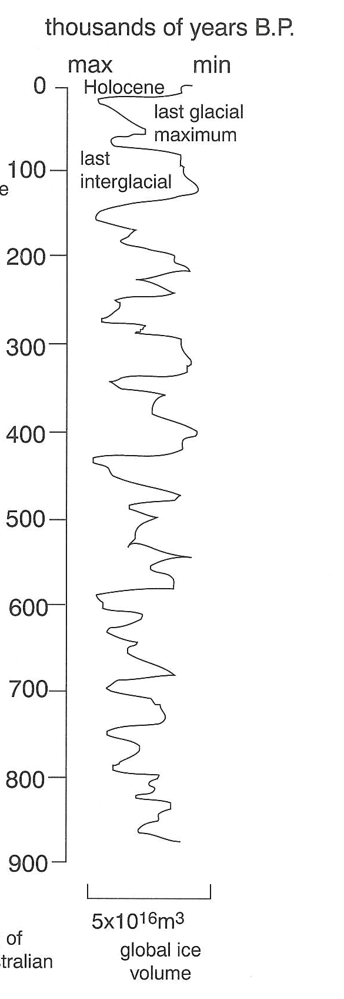 thousands of years B.P.
max min
0 Holocene
last glacial
maximum
last
100
interglacial
e
200
300
400
500
600
700
800
900
5x10¹⁶m³
of
global ice
tralian
volume